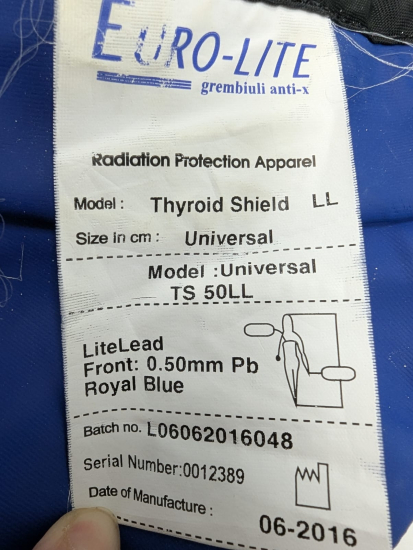 EURO-LITE
grembiuli anti-x
Radiation Protection Apparel
Model: Thyroid Shield LL
Size in cm: Universal
Model :Universal
TS 50LL
LiteLead
Front: 0.50mm Pb
Royal Blue
Batch no. L06062016048
Serial Number:0012389
Date of Manufacture :
06-2016